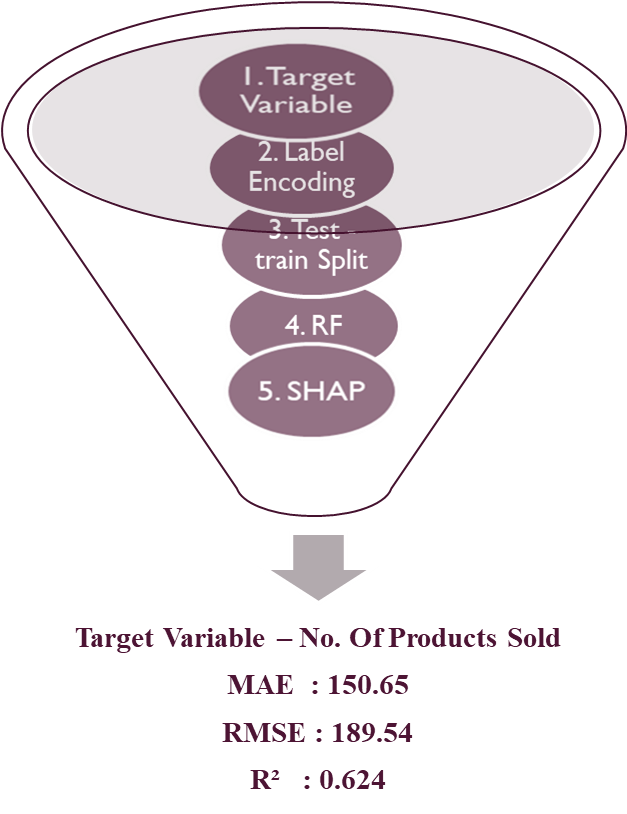 1. Target
Variable
2. Label
Encoding
3. Test -
train Split
4. RF
5. SHAP
Target Variable – No. Of Products Sold
MAE : 150.65
RMSE : 189.54
R² : 0.624